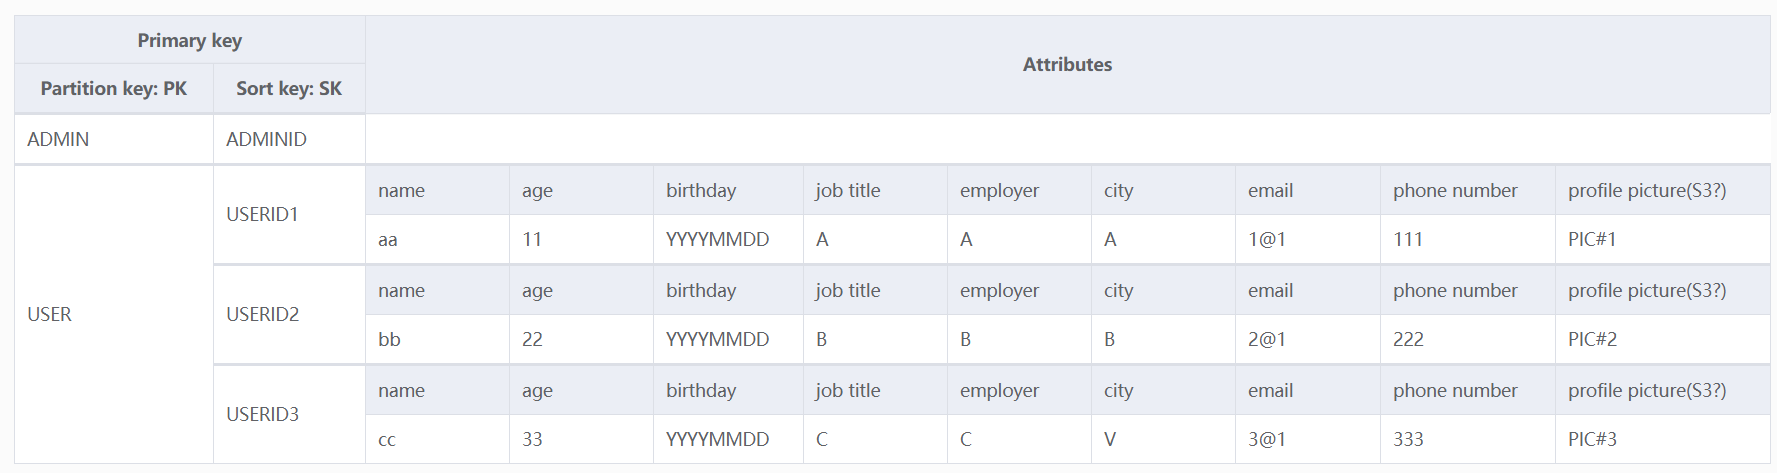 Primary key
Attributes
Partition key: PK Sort key: SK
ADMIN ADMINID
name age birthday job title employer city email phone number profile picture(S3?)
USERID1
aa 11 YYYYMMDD A A A 1@1 111 PIC#1
name age birthday job title employer city email phone number profile picture(S3?)
USER USERID2
bb 22 YYYYMMDD B B B 2@1 222 PIC#2
name age birthday job title employer city email phone number profile picture(S3?)
USERID3
cc 33 YYYYMMDD C C V 3@1 333 PIC#3